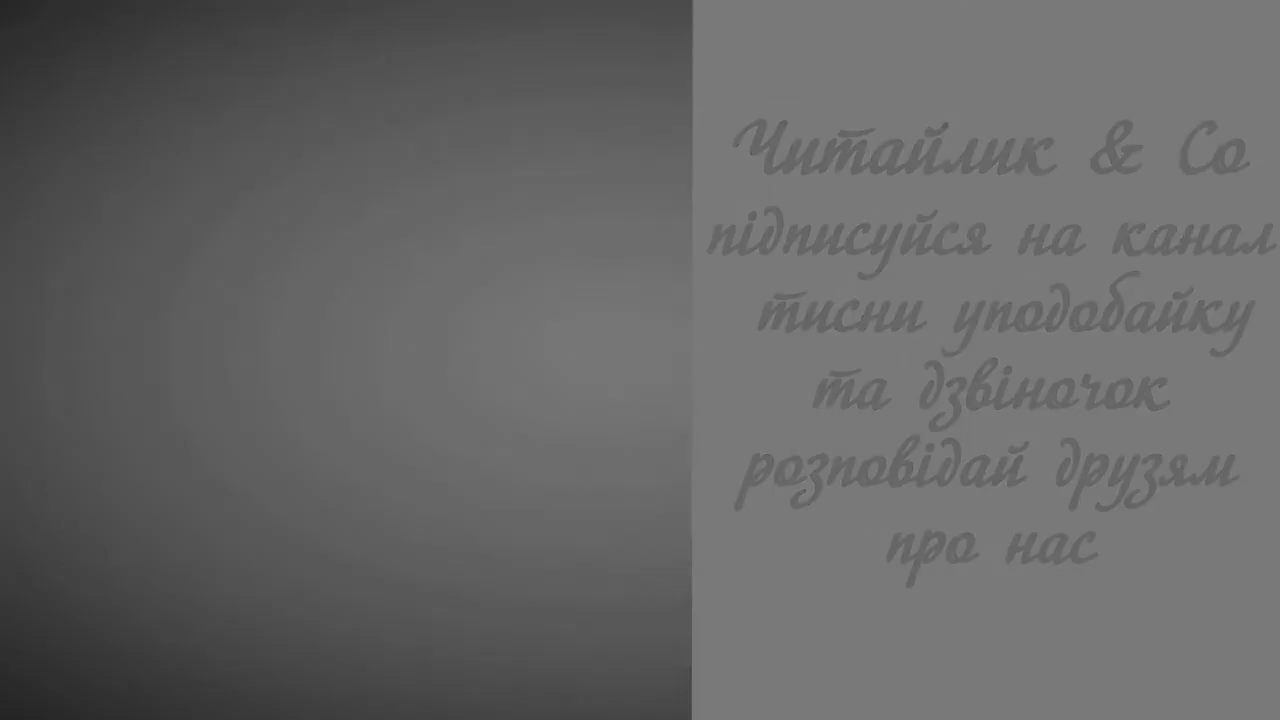 Читайлик & Co
підписуйся на канал
тисни уподобайку
та дзвіночок
розповідай друзям
про нас